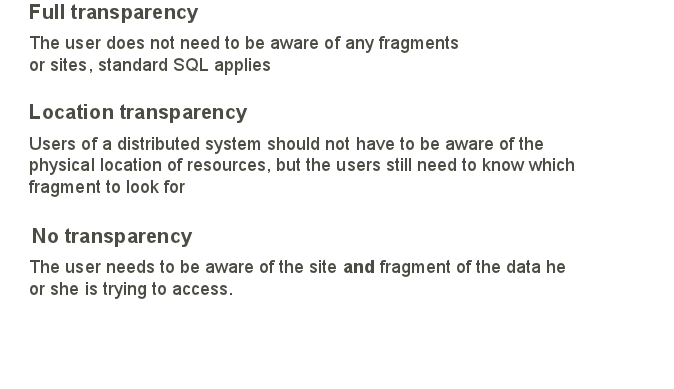 Full transparency
The user does not need to be aware of any fragments
or sites, standard SQL applies
Location transparency
Users of a distributed system should not have to be aware of the
physical location of resources, but the users still need to know which
fragment to look for
No transparency
The user needs to be aware of the site and fragment of the data he
or she is trying to access.